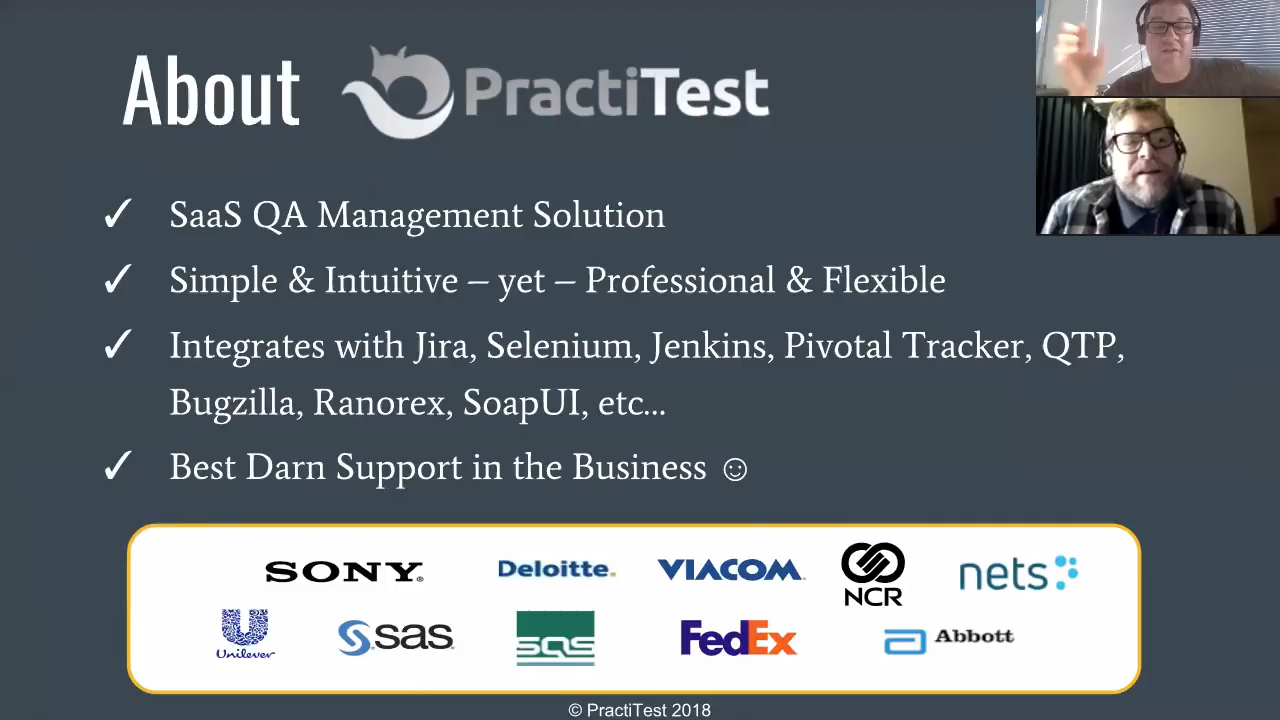 About PractiTest
✓ SaaS QA Management Solution
✓ Simple & Intuitive – yet – Professional & Flexible
✓ Integrates with Jira, Selenium, Jenkins, Pivotal Tracker, QTP,
Bugzilla, Ranorex, SoapUI, etc...
✓ Best Darn Support in the Business ☺
SONY® Deloitte. VIACOM NCR nets
Unilever sas SQS FedEx Abbott
© PractiTest 2018